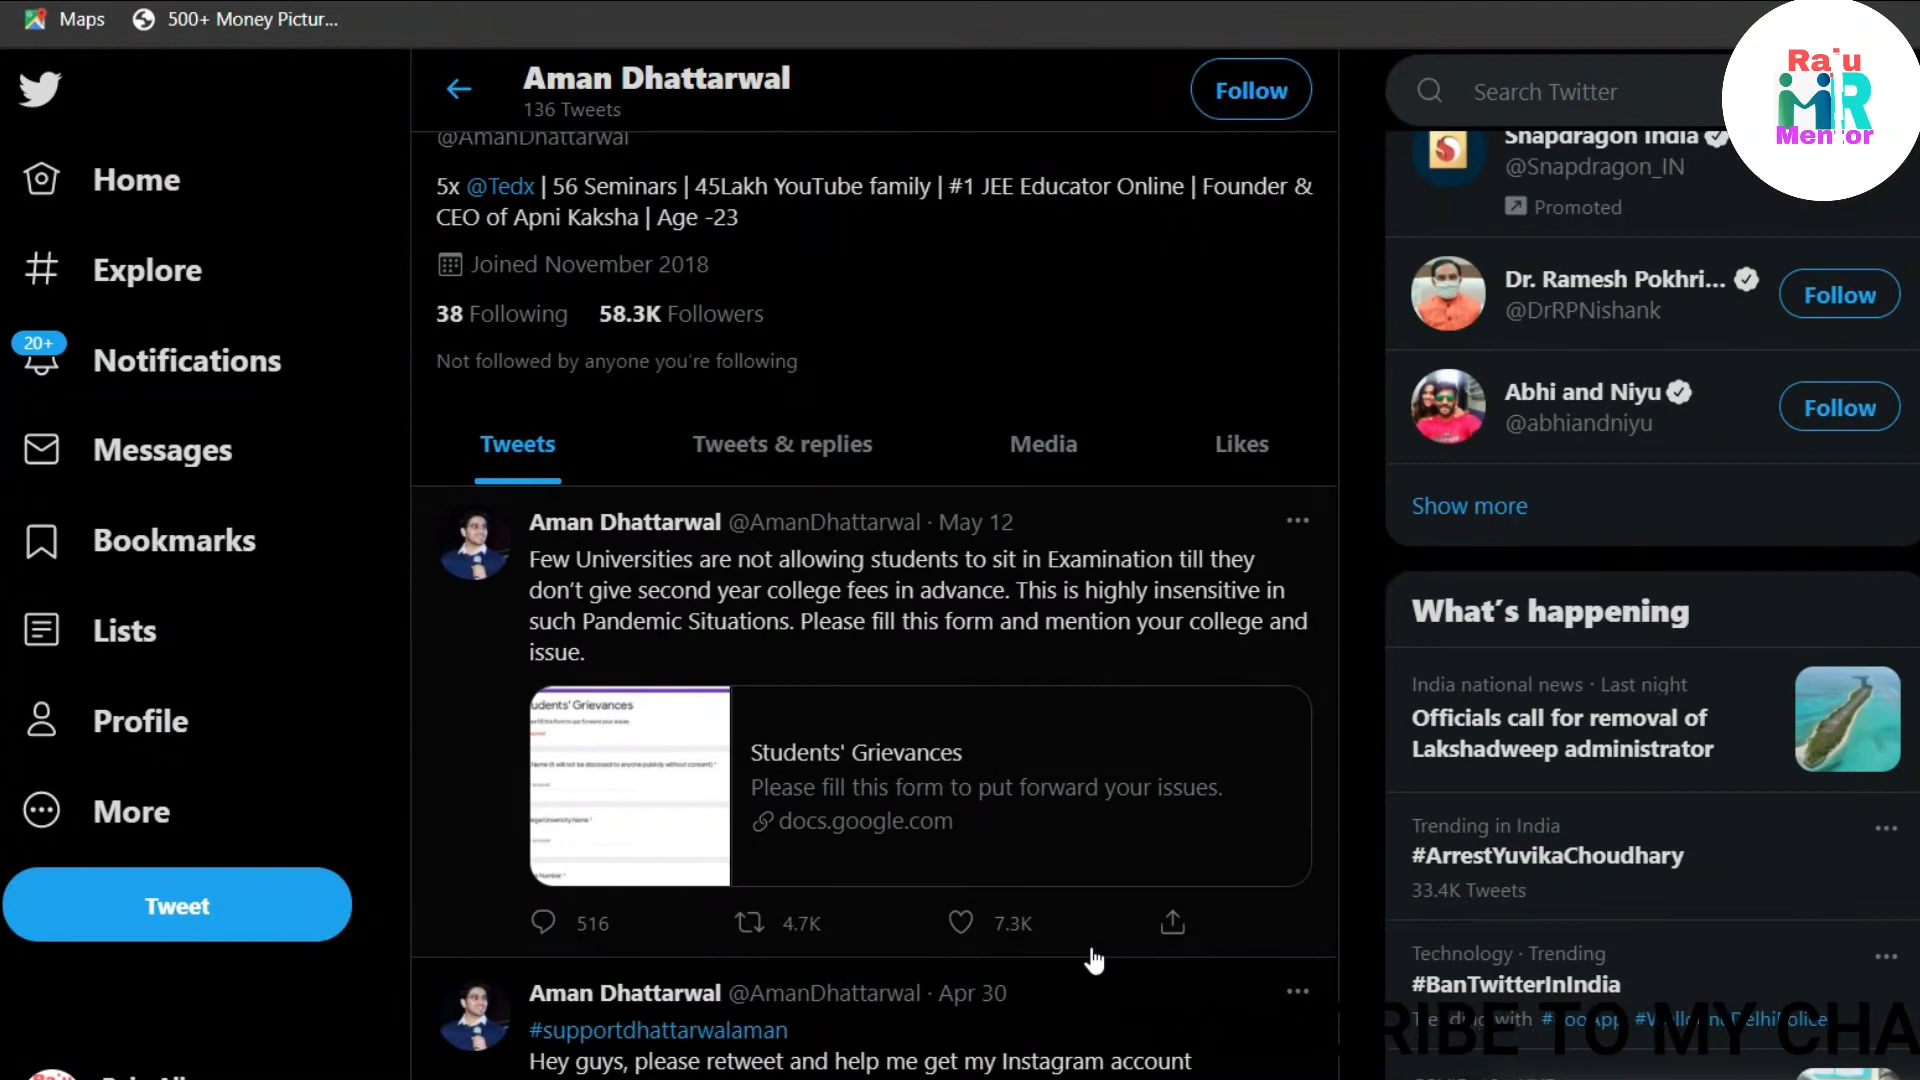 Maps
500+ Money Pictur...
Raju
MR
Mentor
Home
Explore
20+
Notifications
Messages
Bookmarks
Lists
Profile
More
Tweet
Aman Dhattarwal
136 Tweets
Follow
@AmanDhattarwal
5x @Tedx | 56 Seminars | 45Lakh YouTube family | #1 JEE Educator Online | Founder &
CEO of Apni Kaksha | Age -23
Joined November 2018
38 Following 58.3K Followers
Not followed by anyone you're following
Tweets
Tweets & replies
Media
Likes
Aman Dhattarwal @AmanDhattarwal · May 12
Few Universities are not allowing students to sit in Examination till they
don't give second year college fees in advance. This is highly insensitive in
such Pandemic Situations. Please fill this form and mention your college and
issue.
udents' Grievances
Students' Grievances
Please fill this form to put forward your issues.
docs.google.com
516
4.7K
7.3K
Aman Dhattarwal @AmanDhattarwal · Apr 30
#supportdhattarwalaman
Hey guys, please retweet and help me get my Instagram account
Search Twitter
Snapdragon India
@Snapdragon_IN
Promoted
Dr. Ramesh Pokhri...
@DrRPNishank
Follow
Abhi and Niyu
@abhiandniyu
Follow
Show more
What's happening
India national news · Last night
Officials call for removal of
Lakshadweep administrator
Trending in India
#ArrestYuvikaChoudhary
33.4K Tweets
Technology · Trending
#BanTwitterInIndia
RIBE TO MY CHA